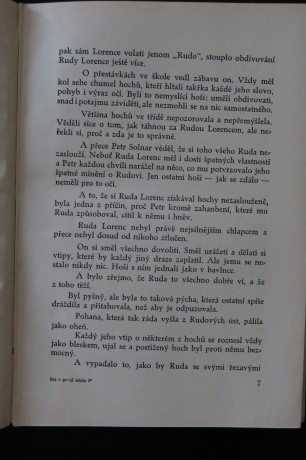 pak sám Lorence volati jenom „Rudo", stouplo obdivování
Rudy Lorence ještě více.
O přestávkách ve škole vedl zábavu on. Vždy měl
kol sebe chumel hochů, kteří hltali takřka každé jeho slovo,
pohyb i výraz očí. Byli to nemyslící hoši; uměli obdivovati,
snad i potají záviděti, ale nezmohli se na nic samostatného.
Většina hochů v třídě nepozorovala a nepřemýšlela.
Věděli sice o tom, jak táhnou za Rudou Lorencem, ale ne-
řekli si, proč a zda je to správné.
A přece Petr Solnar věděl, že si toho všeho Ruda ne-
zaslouží. Neboť Ruda Lorenc měl i dosti špatných vlastností
a Petr každou chvíli narazil na něco, co mu potvrzovalo jeho
špatné mínění o Rudovi. Jen ostatní hoši — jak se zdálo —
neměli pro to očí.
A to, že si Ruda Lorenc získával hochy nezaslouženě,
byla jedna z příčin, proč Petr kromě zahanbení, které mu
Ruda způsoboval, cítil k němu i hněv.
Ruda Lorenc nebyl právě nejsilnějším chlapcem a
přece nebyl dosud od nikoho ztlučen.
On si směl všechno dovoliti. Směl urážeti a dělati si
vtipy, které by každý jiný draze zaplatil. Ale jemu se ne-
stalo nikdy nic. Hoši s ním jednali jako v bavlnce.
A bylo zřejmo, že Ruda to všechno dobře ví, a že
z toho těží.
Byl pyšný, ale byla to taková pýcha, která ostatní spíše
dráždila a přitahovala, než aby je odpuzovala.
Pohana, která tak ráda vyšla z Rudových úst, pálila
jako oheň.
Každý jeho vtip o některém z hochů se roznesl vždy
jako bleskem, ujal se a postižený hoch byl proti němu bez-
mocný.
A vypadalo to, jako by Ruda se svými řezavými
7